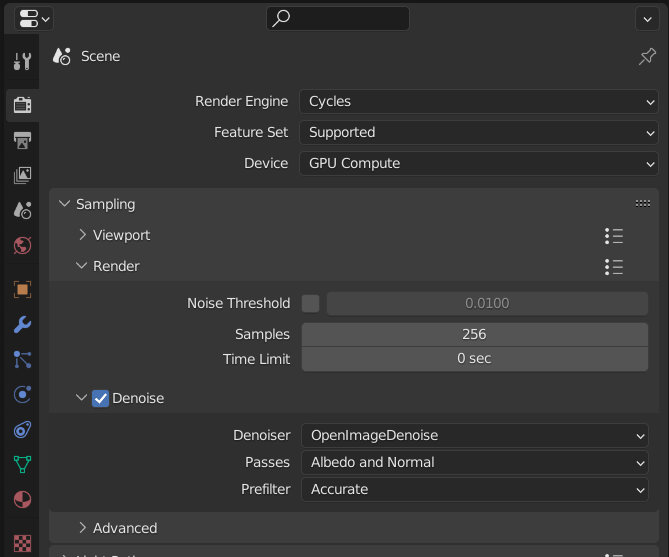 Scene
Render Engine Cycles
Feature Set Supported
Device GPU Compute
Sampling
Viewport
Render
Noise Threshold 0.0100
Samples 256
Time Limit 0 sec
Denoise
Denoiser OpenImageDenoise
Passes Albedo and Normal
Prefilter Accurate
Advanced